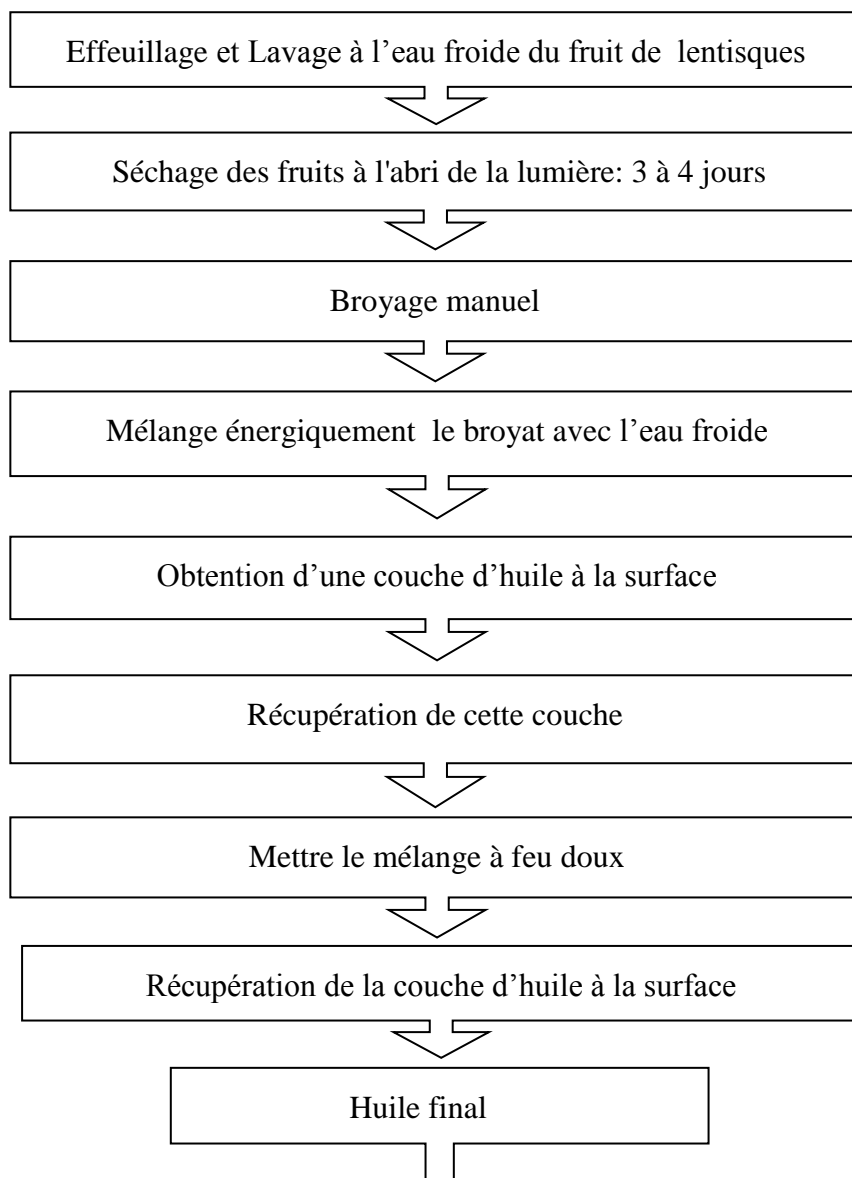 Effeuillage et Lavage à l’eau froide du fruit de  lentisques
Séchage des fruits à l'abri de la lumière: 3 à 4 jours
Broyage manuel
Mélange énergiquement  le broyat avec l’eau froide
Obtention d’une couche d’huile à la surface
Récupération de cette couche
Mettre le mélange à feu doux
Récupération de la couche d’huile à la surface
Huile final